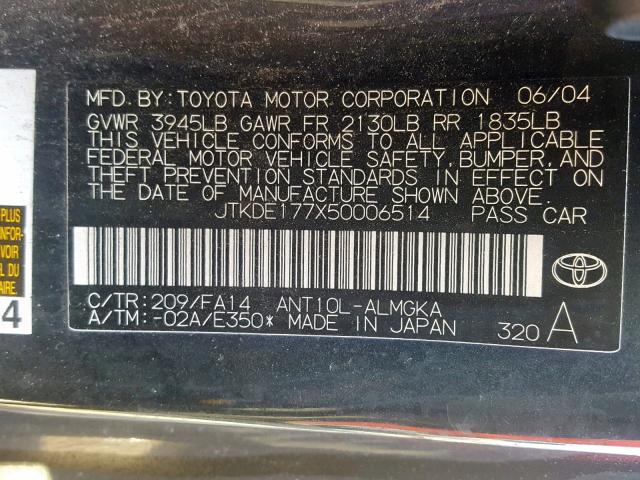 MFD.BY:TOYOTA MOTOR CORPORATION 06/04
GVWR 3945LB GAWR FR 2130LB RR 1835LB
THIS VEHICLE CONFORMS TO ALL APPLICABLE
FEDERAL MOTOR VEHICLE SAFETY,BUMPER,AND
THEFT PREVENTION STANDARDS IN EFFECT ON
THE DATE OF MANUFACTURE SHOWN ABOVE.
JTKDE177X50006514 PASS CAR
C/TR:209/FA14 ANT10L-ALMGKA
A/TM:-02A/E350* MADE IN JAPAN 320 A
PLUS
INFOR-
VOIR
EL DU
AIRE.
4